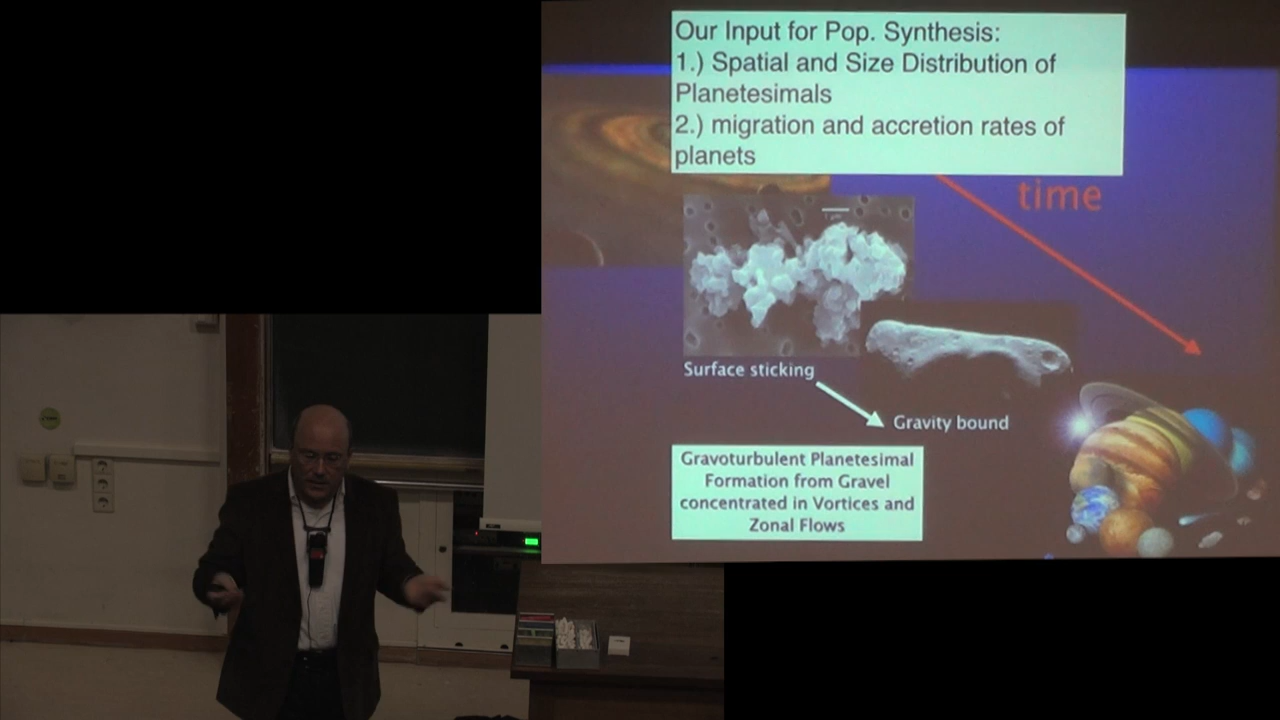 Our Input for Pop. Synthesis:
1.) Spatial and Size Distribution of
Planetesimals
2.) migration and accretion rates of
planets
time
Surface sticking
Gravity bound
Gravoturbulent Planetesimal
Formation from Gravel
concentrated in Vortices and
Zonal Flows